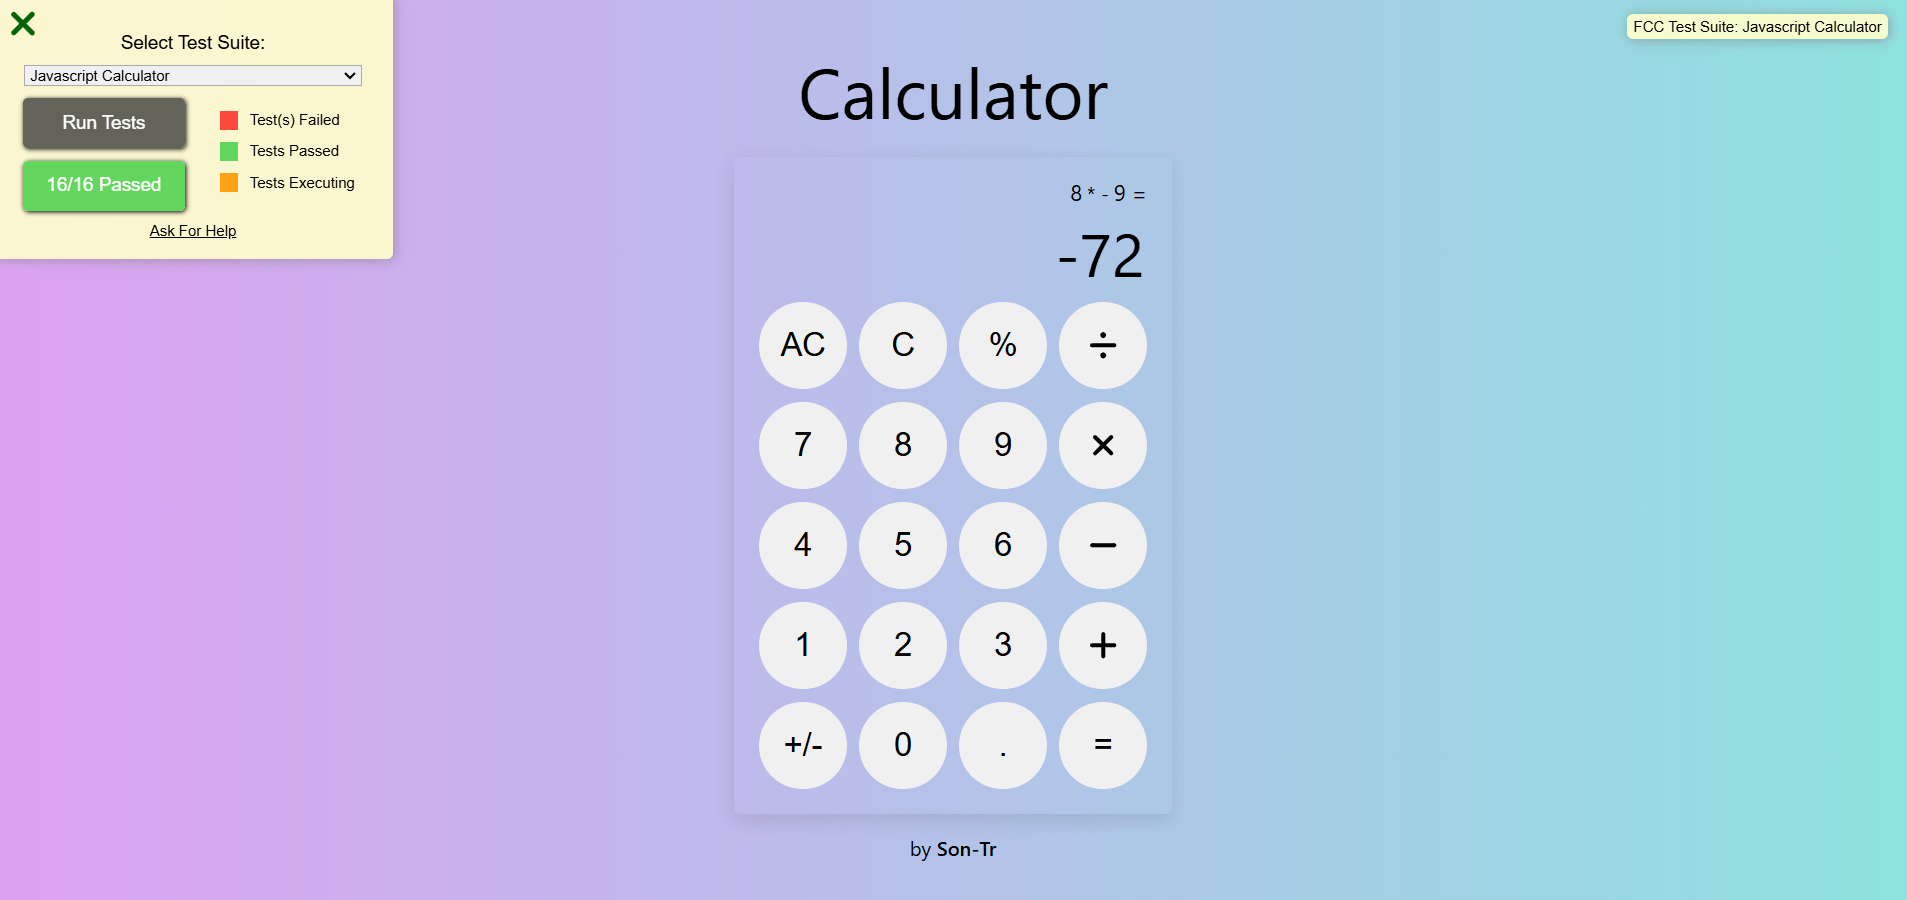 Select Test Suite:
Javascript Calculator
Run Tests
Test(s) Failed
Tests Passed
16/16 Passed
Tests Executing
Ask For Help
FCC Test Suite: Javascript Calculator
Calculator
8 * - 9 =
-72
AC C % ÷
7 8 9 ×
4 5 6 −
1 2 3 +
+/- 0 . =
by Son-Tr